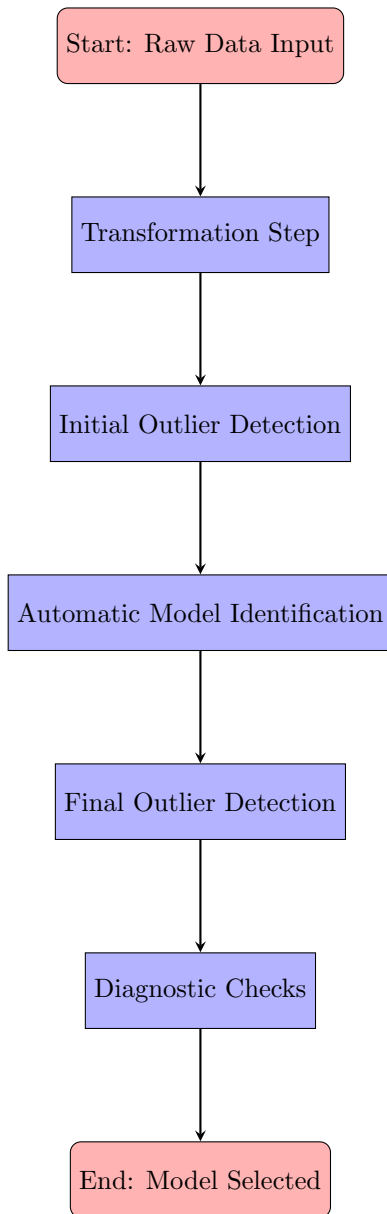 Start: Raw Data Input
Transformation Step
Initial Outlier Detection
Automatic Model Identification
Final Outlier Detection
Diagnostic Checks
End: Model Selected